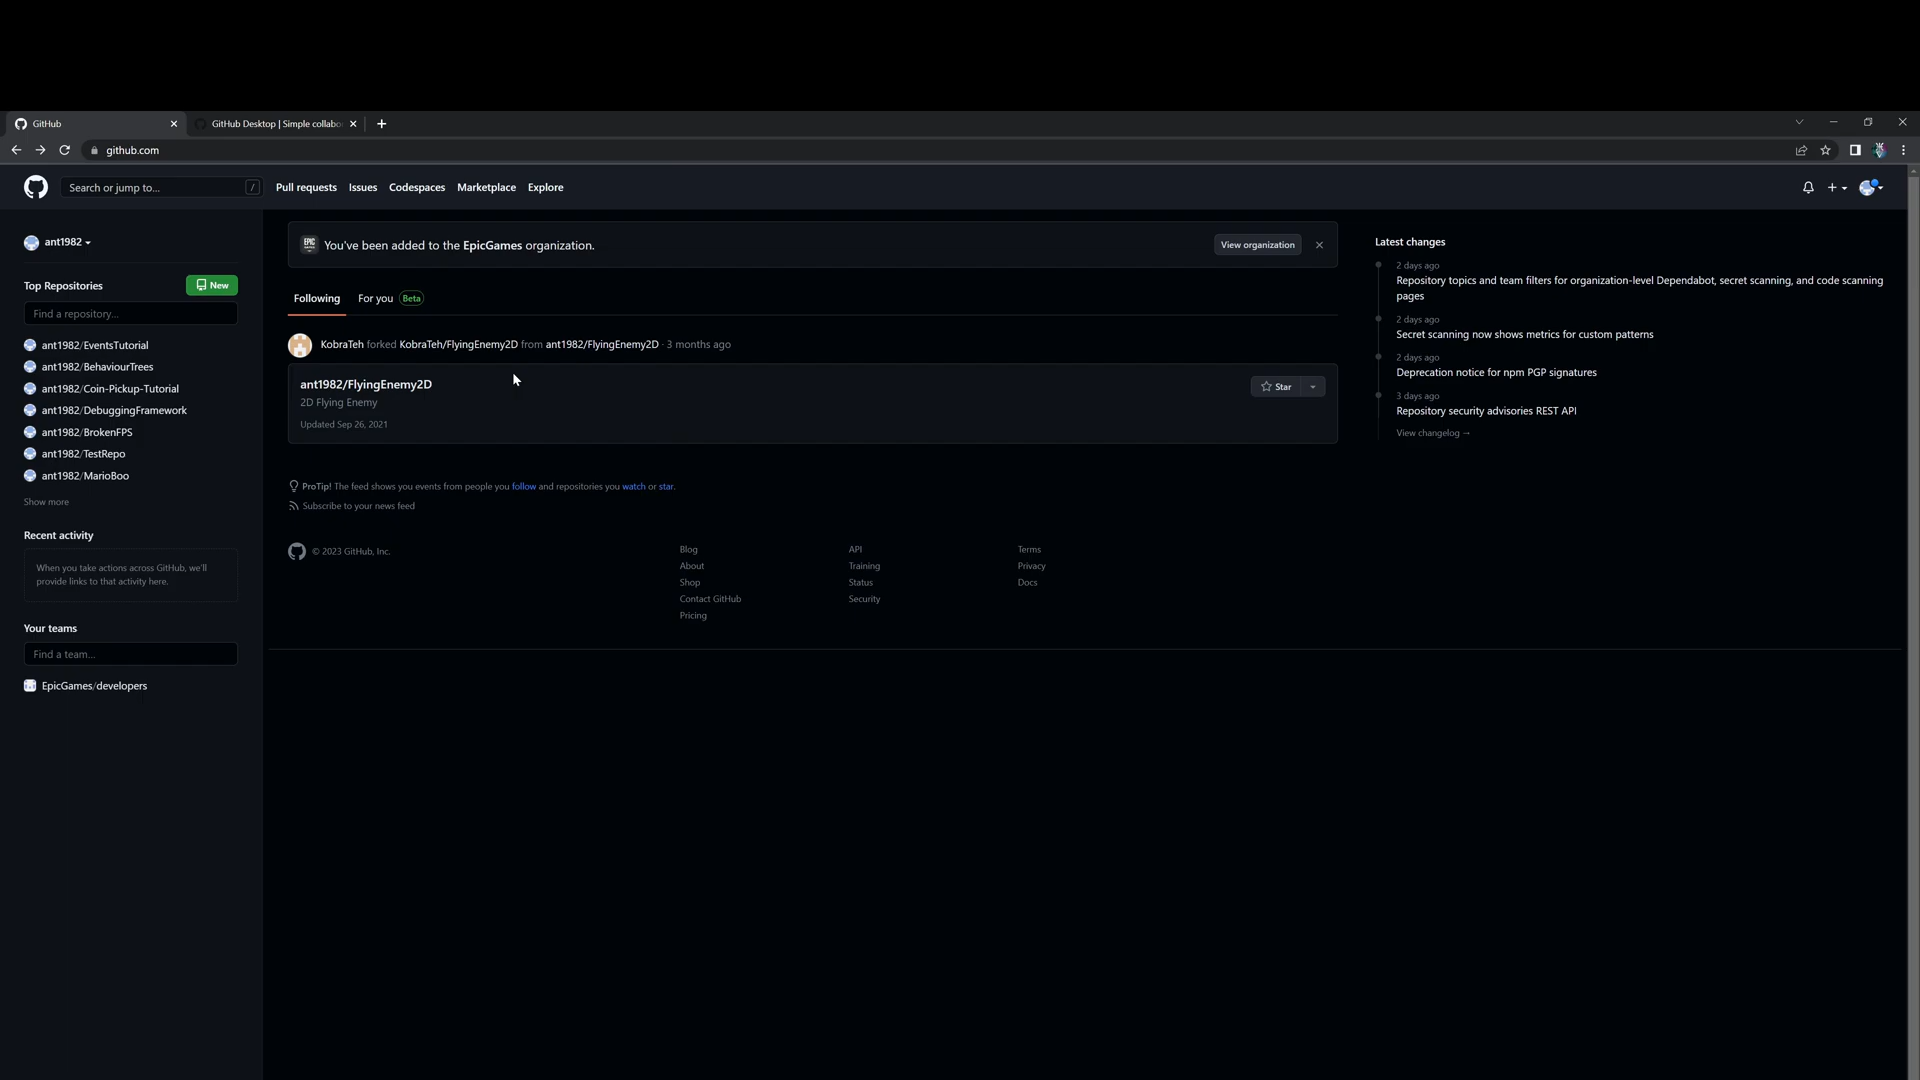 GitHub
GitHub Desktop | Simple collabo
github.com
Search or jump to...
/
Pull requests
Issues
Codespaces
Marketplace
Explore
ant1982
Top Repositories
New
Find a repository...
ant1982/EventsTutorial
ant1982/BehaviourTrees
ant1982/Coin-Pickup-Tutorial
ant1982/DebuggingFramework
ant1982/BrokenFPS
ant1982/TestRepo
ant1982/MarioBoo
Show more
Recent activity
When you take actions across GitHub, we'll
provide links to that activity here.
Your teams
Find a team...
EpicGames/developers
EPIC
You've been added to the EpicGames organization.
View organization
Following
For you
Beta
KobraTeh forked KobraTeh/FlyingEnemy2D from ant1982/FlyingEnemy2D · 3 months ago
ant1982/FlyingEnemy2D
2D Flying Enemy
Updated Sep 26, 2021
Star
ProTip! The feed shows you events from people you follow and repositories you watch or star.
Subscribe to your news feed
© 2023 GitHub, Inc.
Blog
About
Shop
Contact GitHub
Pricing
API
Training
Status
Security
Terms
Privacy
Docs
Latest changes
2 days ago
Repository topics and team filters for organization-level Dependabot, secret scanning, and code scanning
pages
2 days ago
Secret scanning now shows metrics for custom patterns
2 days ago
Deprecation notice for npm PGP signatures
3 days ago
Repository security advisories REST API
View changelog →